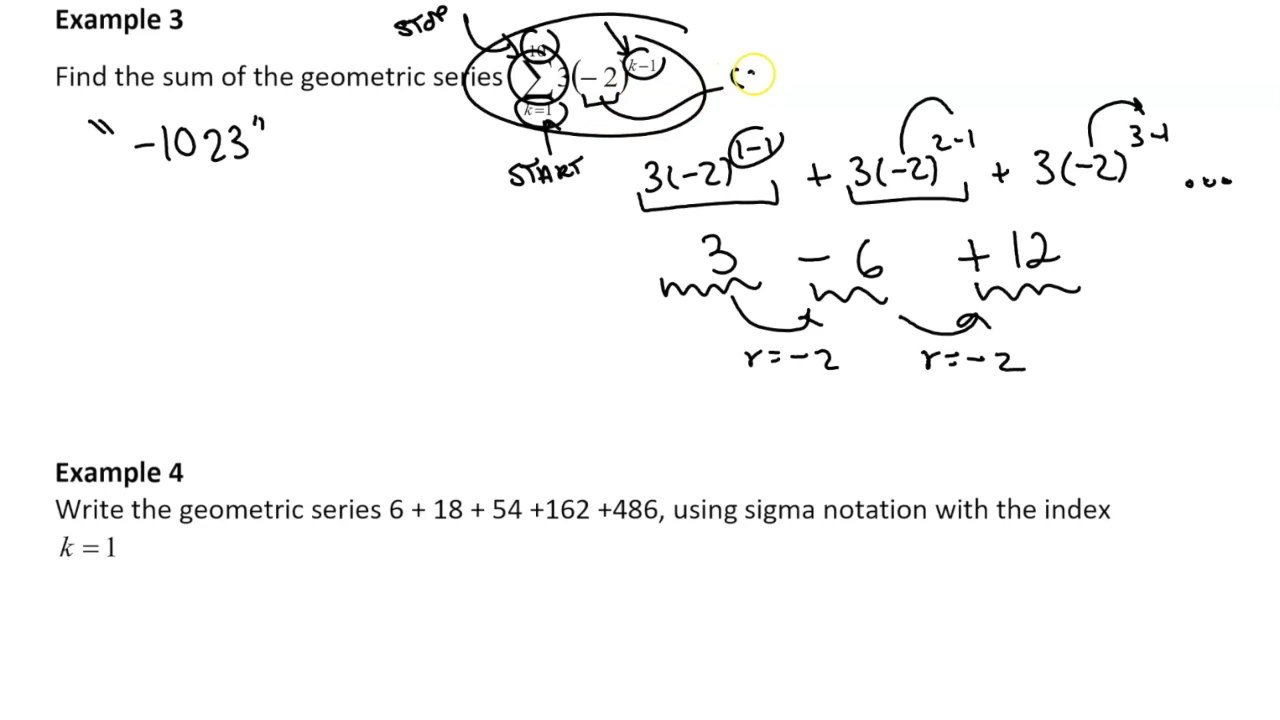 Example 3
STOP
10
Find the sum of the geometric series ∑ 3(−2)^{k−1}
k=1
" −1023 "
START
3(−2)^{1−1} + 3(−2)^{2−1} + 3(−2)^{3−1} ...
3 − 6 + 12
r = −2 r = −2
Example 4
Write the geometric series 6 + 18 + 54 +162 +486, using sigma notation with the index
k = 1